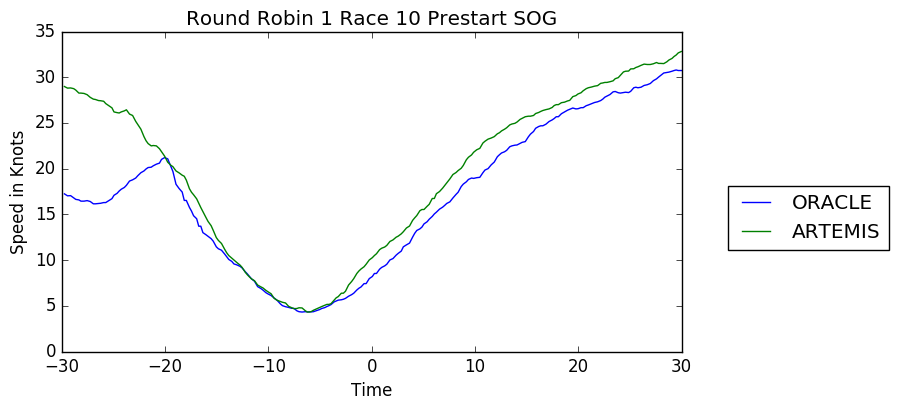 Round Robin 1 Race 10 Prestart SOG
35
30
25
20
15
10
5
0
Speed in Knots
−30 −20 −10 0 10 20 30
Time
ORACLE
ARTEMIS